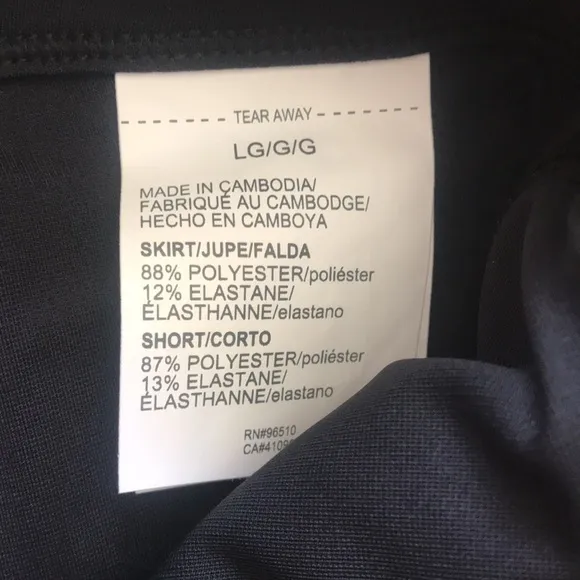 TEAR AWAY
LG/G/G
MADE IN CAMBODIA/
FABRIQUÉ AU CAMBODGE/
HECHO EN CAMBOYA
SKIRT/JUPE/FALDA
88% POLYESTER/poliéster
12% ELASTANE/
ÉLASTHANNE/elastano
SHORT/CORTO
87% POLYESTER/poliéster
13% ELASTANE/
ÉLASTHANNE/elastano
RN#96510